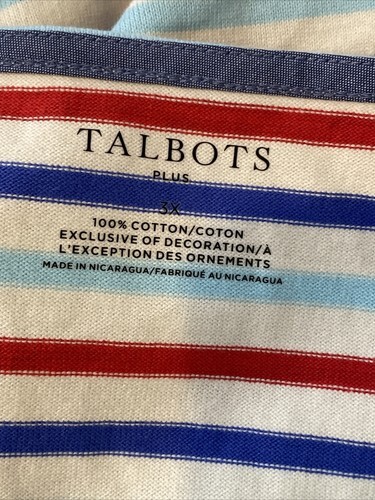 TALBOTS
PLUS
3X
100% COTTON/COTON
EXCLUSIVE OF DECORATION/À
L'EXCEPTION DES ORNEMENTS
MADE IN NICARAGUA/FABRIQUÉ AU NICARAGUA